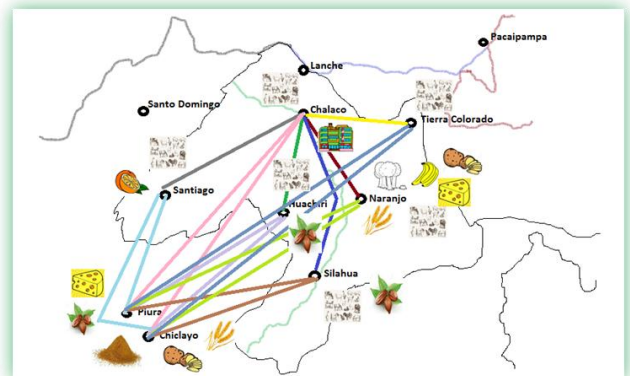 Pacaipampa
Lanche
Santo Domingo
Chalaco
Tierra Colorado
Santiago
Huachiri
Naranjo
Silahua
Piura
Chiclayo